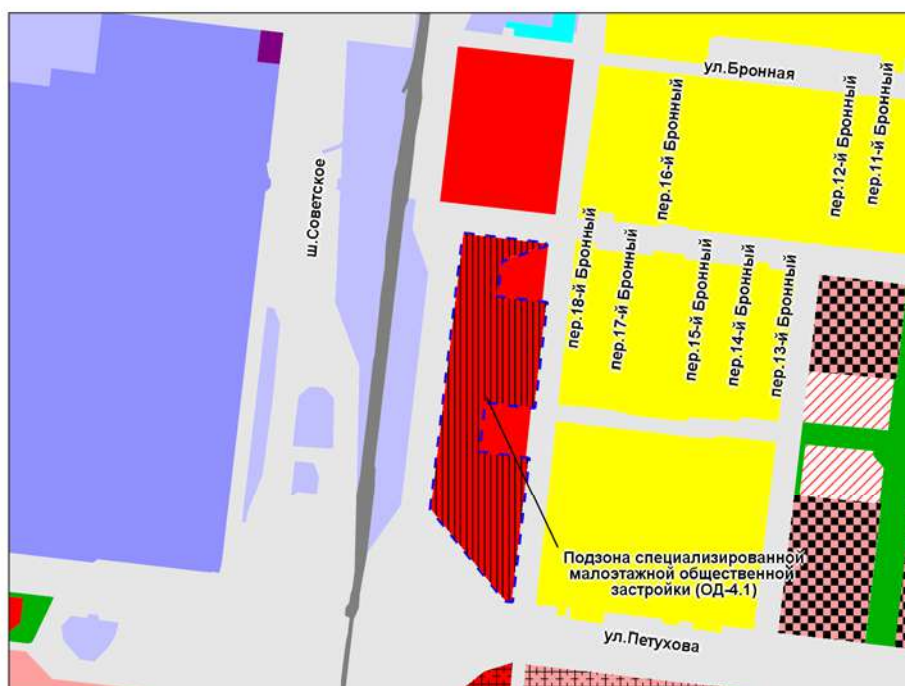 ул.Бронная
пер.16-й Бронный
пер.12-й Бронный
пер.11-й Бронный
ш.Советское
пер.18-й Бронный
пер.17-й Бронный
пер.15-й Бронный
пер.14-й Бронный
пер.13-й Бронный
Подзона специализированной
малоэтажной общественной
застройки (ОД-4.1)
ул.Петухова